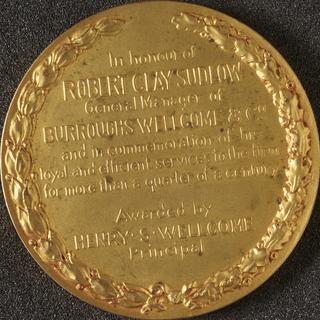 In honour of
ROBERT CLAY SUDLOW
General Manager of
BURROUGHS WELLCOME & Co
and in commemoration of his
loyal and efficient services to the firm
for more than a quarter of a century
Awarded by
HENRY · S · WELLCOME
Principal